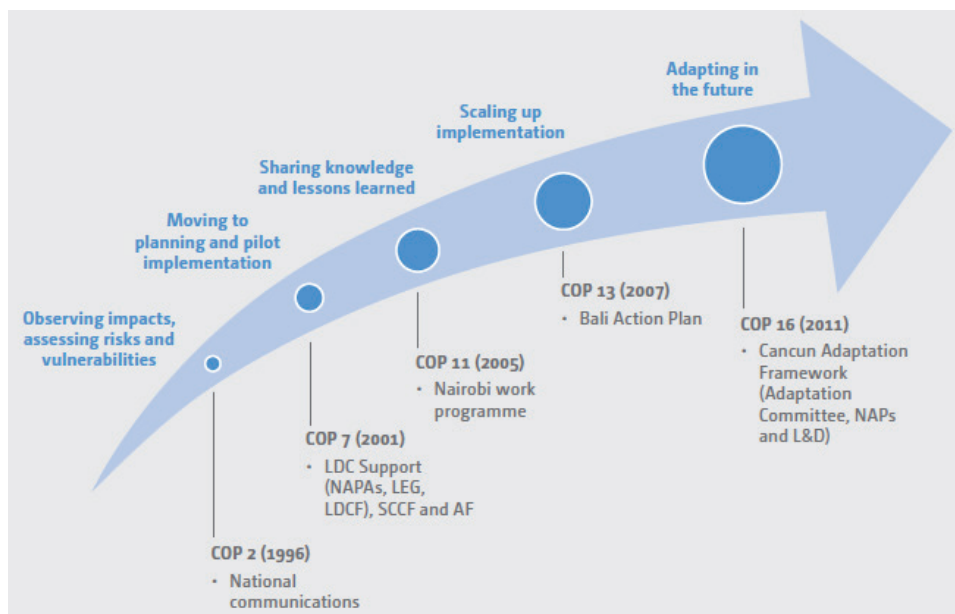 Observing impacts,
assessing risks and
vulnerabilities
Moving to
planning and pilot
implementation
Sharing knowledge
and lessons learned
Scaling up
implementation
Adapting in
the future
COP 2 (1996)
• National
communications
COP 7 (2001)
• LDC Support
(NAPAs, LEG,
LDCF), SCCF and AF
COP 11 (2005)
• Nairobi work
programme
COP 13 (2007)
• Bali Action Plan
COP 16 (2011)
• Cancun Adaptation
Framework
(Adaptation
Committee, NAPs
and L&D)